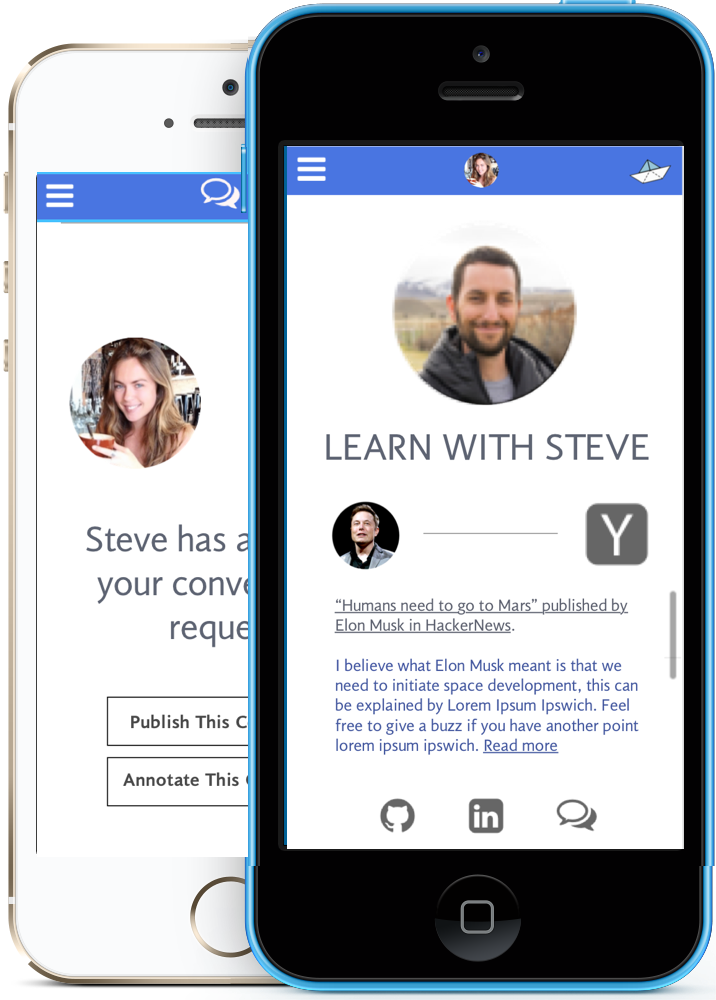 Steve has a
your conve
reque
Publish This C
Annotate This
LEARN WITH STEVE
Y
“Humans need to go to Mars” published by
Elon Musk in HackerNews.
I believe what Elon Musk meant is that we
need to initiate space development, this can
be explained by Lorem Ipsum Ipswich. Feel
free to give a buzz if you have another point
lorem ipsum ipswich. Read more
in